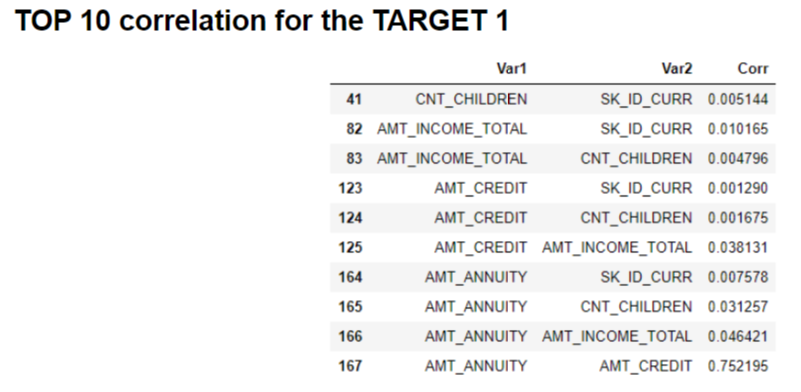 TOP 10 correlation for the TARGET 1
Var1 Var2 Corr
41 CNT_CHILDREN SK_ID_CURR 0.005144
82 AMT_INCOME_TOTAL SK_ID_CURR 0.010165
83 AMT_INCOME_TOTAL CNT_CHILDREN 0.004796
123 AMT_CREDIT SK_ID_CURR 0.001290
124 AMT_CREDIT CNT_CHILDREN 0.001675
125 AMT_CREDIT AMT_INCOME_TOTAL 0.038131
164 AMT_ANNUITY SK_ID_CURR 0.007578
165 AMT_ANNUITY CNT_CHILDREN 0.031257
166 AMT_ANNUITY AMT_INCOME_TOTAL 0.046421
167 AMT_ANNUITY AMT_CREDIT 0.752195